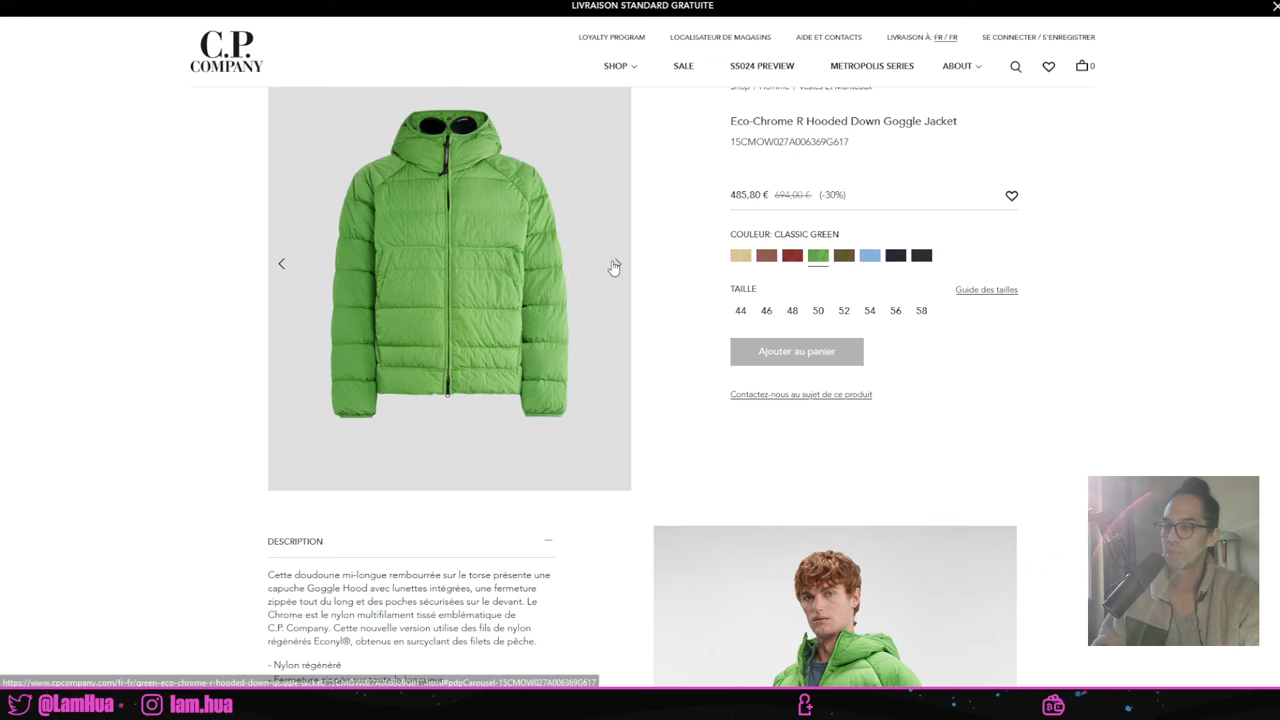 LIVRAISON STANDARD GRATUITE
C.P.
COMPANY
LOYALTY PROGRAM
LOCALISATEUR DE MAGASINS
AIDE ET CONTACTS
LIVRAISON À: FR / FR
SE CONNECTER / S'ENREGISTRER
SHOP
SALE
SS024 PREVIEW
METROPOLIS SERIES
ABOUT
0
Shop / Homme / Vestes Et Manteaux
Eco-Chrome R Hooded Down Goggle Jacket
15CMOW027A006369G617
485,80 € 694,00 € (-30%)
COULEUR: CLASSIC GREEN
TAILLE
Guide des tailles
44 46 48 50 52 54 56 58
Ajouter au panier
Contactez-nous au sujet de ce produit
DESCRIPTION
Cette doudoune mi-longue rembourrée sur le torse présente une
capuche Goggle Hood avec lunettes intégrées, une fermeture
zippée tout du long et des poches sécurisées sur le devant. Le
Chrome est le nylon multifilament tissé emblématique de
C.P. Company. Cette nouvelle version utilise des fils de nylon
régénérés Econyl®, obtenus en surcyclant des filets de pêche.
- Nylon régénéré
- Fermeture zippée sur toute la longueur
@LamHua
lam.hua